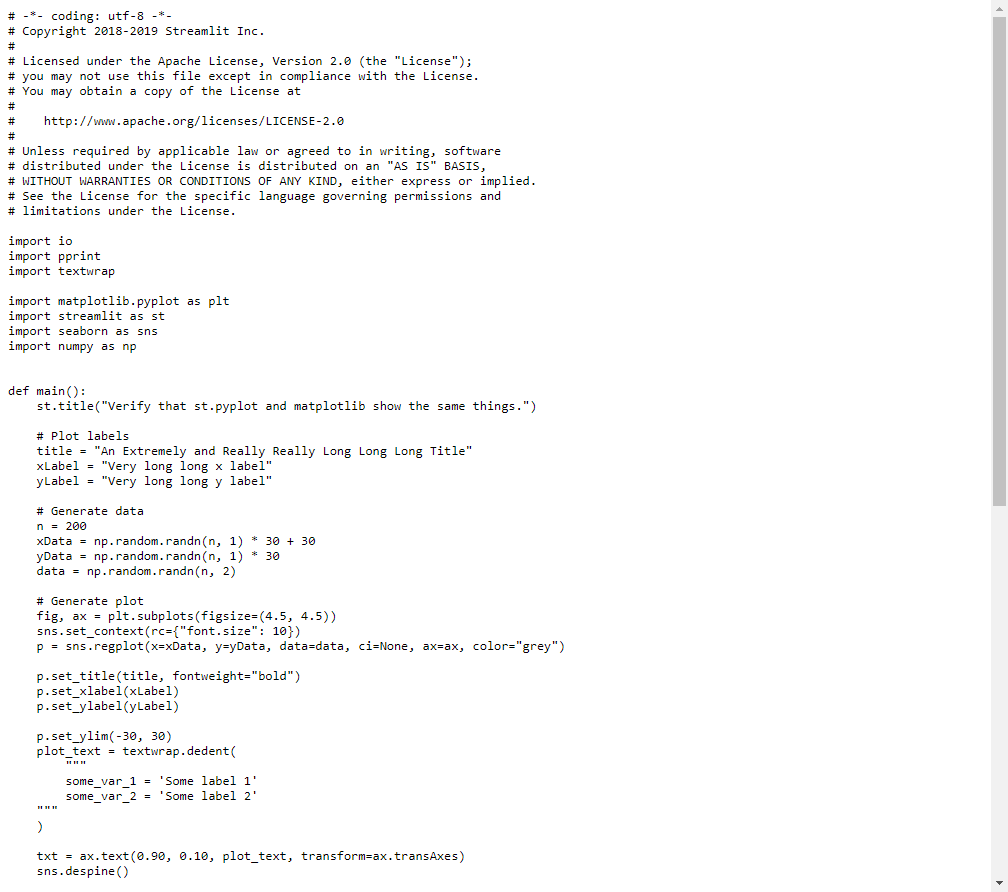 # -*- coding: utf-8 -*-
# Copyright 2018-2019 Streamlit Inc.
#
# Licensed under the Apache License, Version 2.0 (the "License");
# you may not use this file except in compliance with the License.
# You may obtain a copy of the License at
#
#    http://www.apache.org/licenses/LICENSE-2.0
#
# Unless required by applicable law or agreed to in writing, software
# distributed under the License is distributed on an "AS IS" BASIS,
# WITHOUT WARRANTIES OR CONDITIONS OF ANY KIND, either express or implied.
# See the License for the specific language governing permissions and
# limitations under the License.

import io
import pprint
import textwrap

import matplotlib.pyplot as plt
import streamlit as st
import seaborn as sns
import numpy as np


def main():
    st.title("Verify that st.pyplot and matplotlib show the same things.")

    # Plot labels
    title = "An Extremely and Really Really Long Long Long Title"
    xLabel = "Very long long x label"
    yLabel = "Very long long y label"

    # Generate data
    n = 200
    xData = np.random.randn(n, 1) * 30 + 30
    yData = np.random.randn(n, 1) * 30
    data = np.random.randn(n, 2)

    # Generate plot
    fig, ax = plt.subplots(figsize=(4.5, 4.5))
    sns.set_context(rc={"font.size": 10})
    p = sns.regplot(x=xData, y=yData, data=data, ci=None, ax=ax, color="grey")

    p.set_title(title, fontweight="bold")
    p.set_xlabel(xLabel)
    p.set_ylabel(yLabel)

    p.set_ylim(-30, 30)
    plot_text = textwrap.dedent(
        """
        some_var_1 = 'Some label 1'
        some_var_2 = 'Some label 2'
    """
    )

    txt = ax.text(0.90, 0.10, plot_text, transform=ax.transAxes)
    sns.despine()